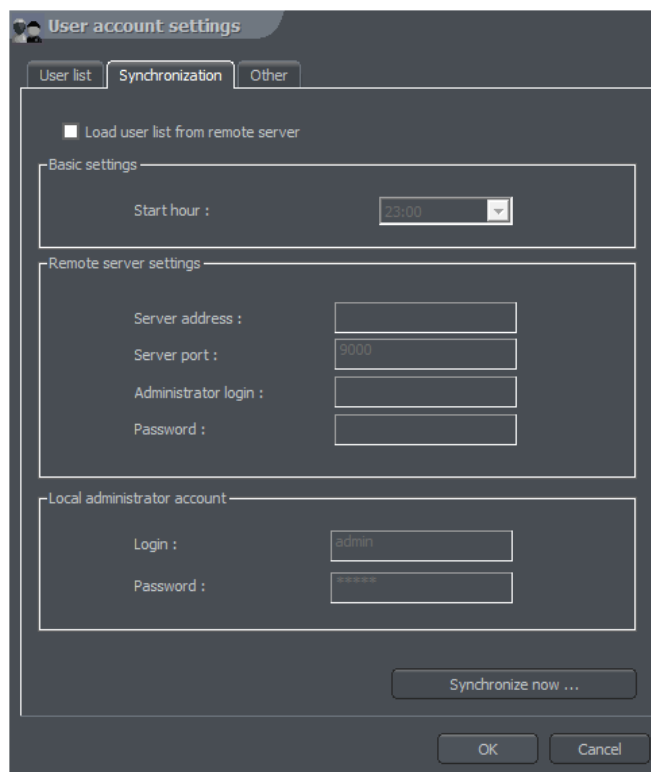 User account settings
User list Synchronization Other
Load user list from remote server
Basic settings
Start hour : 23:00
Remote server settings
Server address :
Server port : 9000
Administrator login :
Password :
Local administrator account
Login : admin
Password : *****
Synchronize now ...
OK Cancel